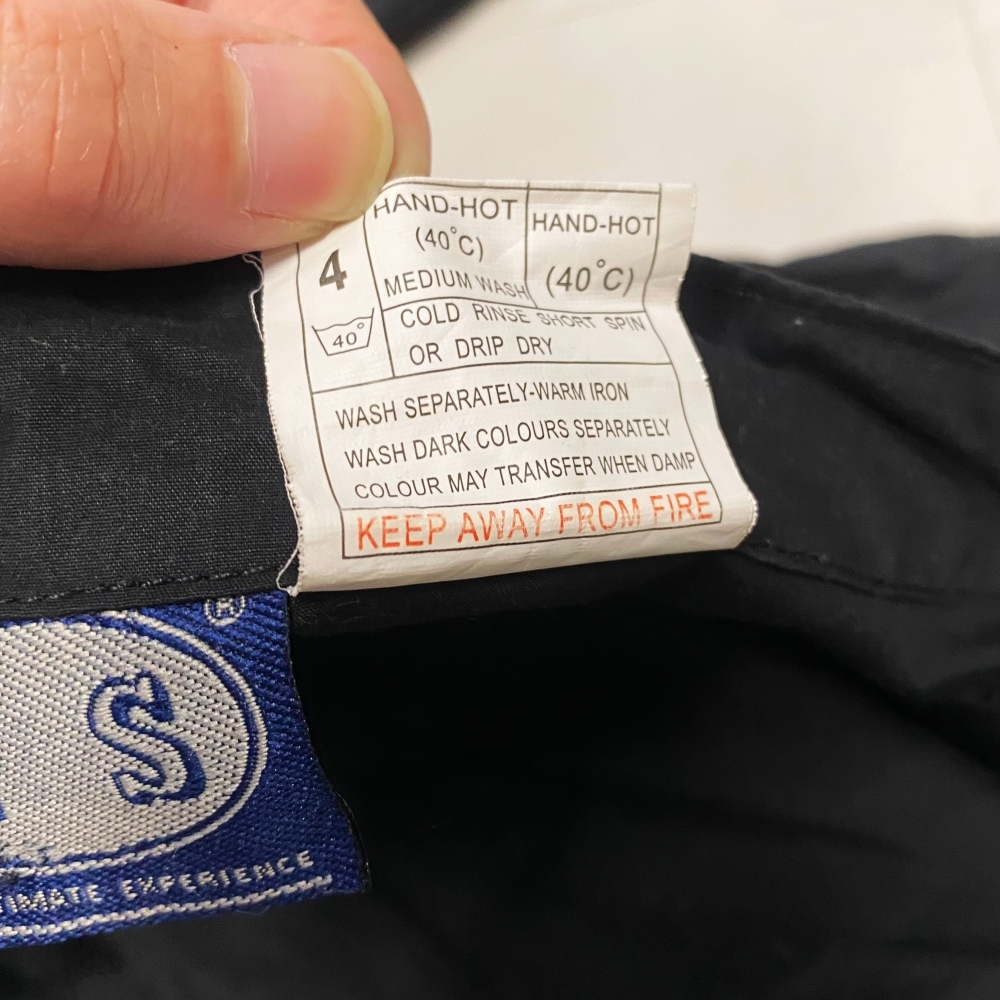 4
HAND-HOT
(40°C)
MEDIUM WASH
HAND-HOT
(40°C)
40°
COLD RINSE SHORT SPIN
OR DRIP DRY
WASH SEPARATELY-WARM IRON
WASH DARK COLOURS SEPARATELY
COLOUR MAY TRANSFER WHEN DAMP
KEEP AWAY FROM FIRE
®
S
TIMATE EXPERIENCE